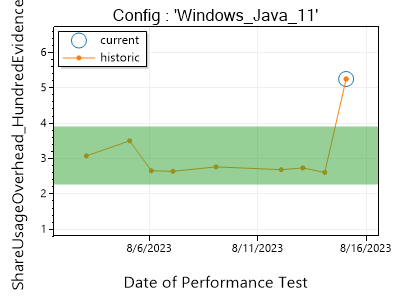 Config : 'Windows_Java_11'
current
historic
ShareUsageOverhead_HundredEvidence
6
5
4
3
2
1
8/6/2023
8/11/2023
8/16/2023
Date of Performance Test